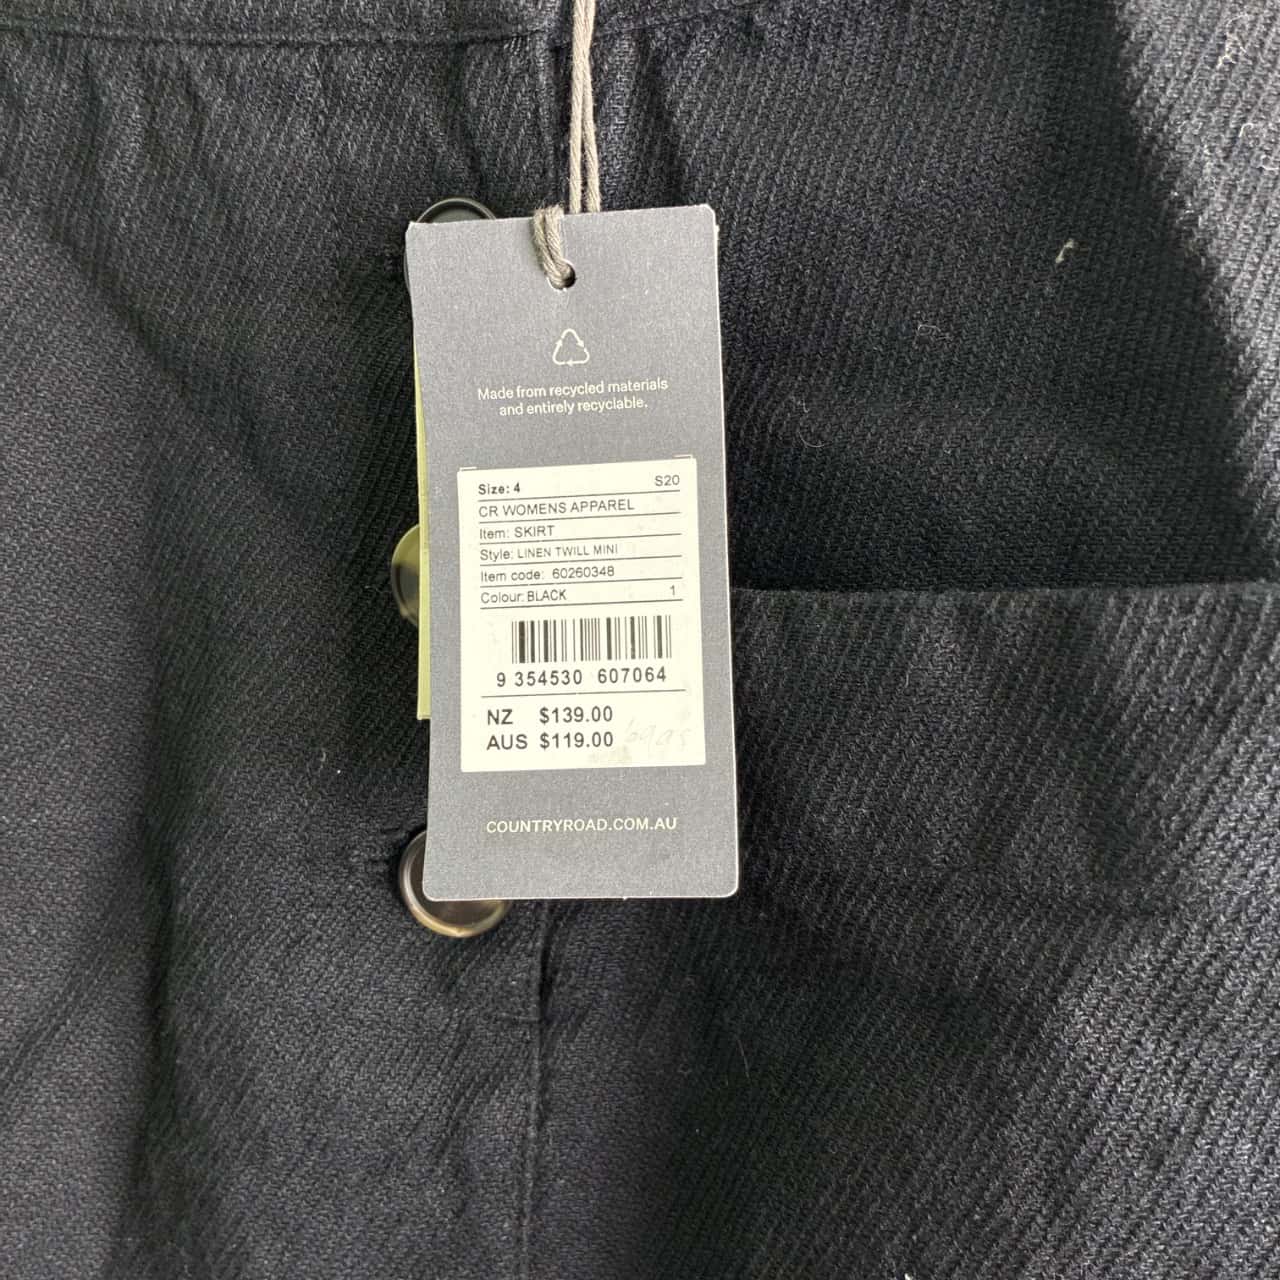 Made from recycled materials
and entirely recyclable.
Size: 4 S20
CR WOMENS APPAREL
Item: SKIRT
Style: LINEN TWILL MINI
Item code: 60260348
Colour: BLACK 1
9 354530 607064
NZ $139.00
AUS $119.00
COUNTRYROAD.COM.AU